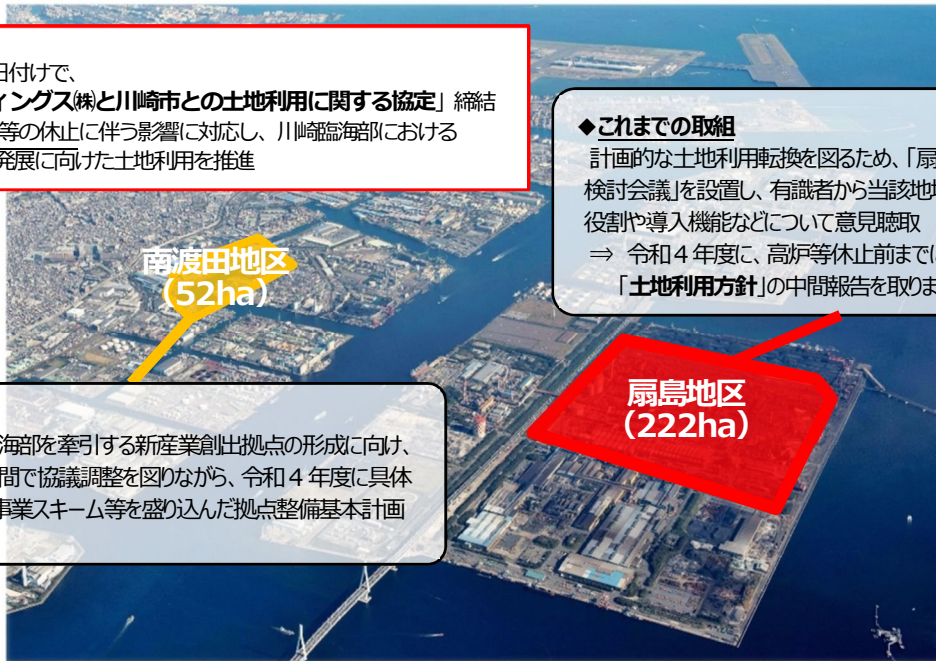 日付けで、
ィングス㈱と川崎市との土地利用に関する協定」締結
等の休止に伴う影響に対応し、川崎臨海部における
発展に向けた土地利用を推進
◆これまでの取組
計画的な土地利用転換を図るため、「扇
検討会議」を設置し、有識者から当該地
役割や導入機能などについて意見聴取
⇒ 令和４年度に、高炉等休止前までに
「土地利用方針」の中間報告を取りま
南渡田地区
（52ha）
扇島地区
（222ha）
海部を牽引する新産業創出拠点の形成に向け、
間で協議調整を図りながら、令和４年度に具体
事業スキーム等を盛り込んだ拠点整備基本計画